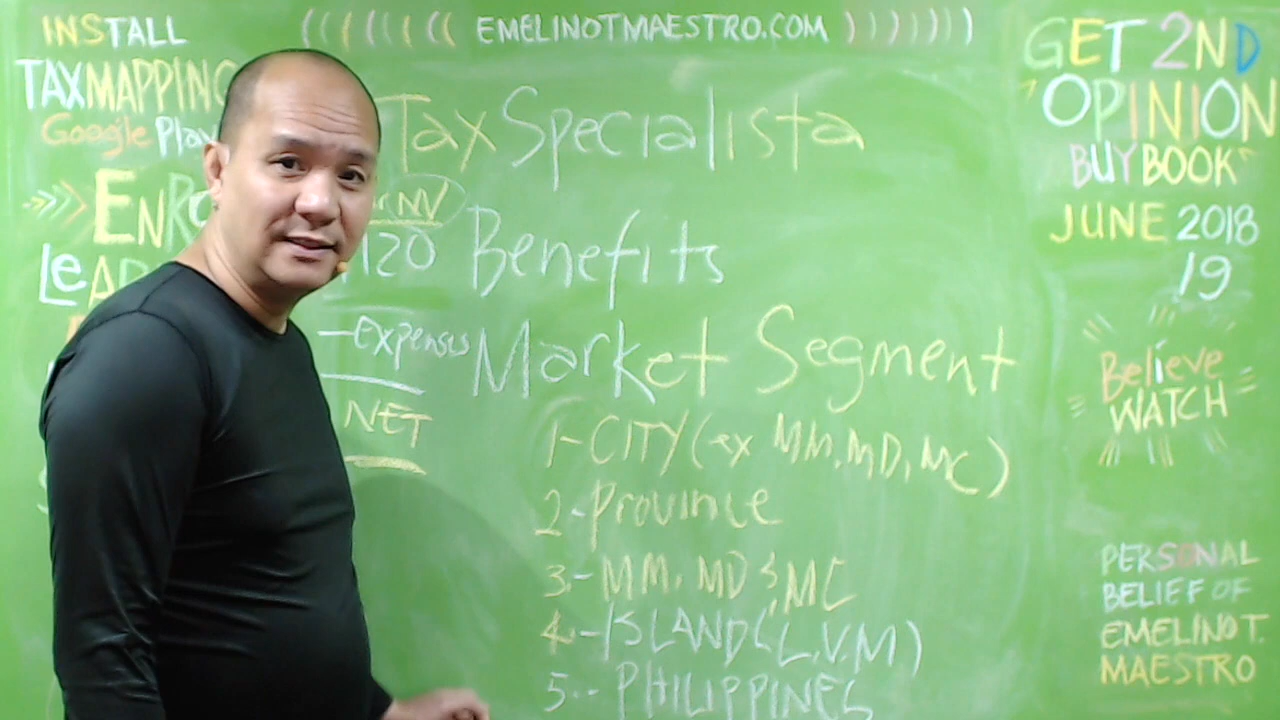 INSTALL
TAXMAPPING
Google Play
ENRO
LEAR
((((((( EMELINOTMAESTRO.COM )))))))
Tax Specialista
120
Benefits
-Expenses
NET
Market Segment
1-CITY (ex MM, MD, MC)
2-Province
3.-MM, MD & MC
4-ISLAND (L.V.M)
5.-PHILIPPINES
GET 2ND
OPINION
BUY BOOK
JUNE 2018
19
Believe
WATCH
PERSONAL
BELIEF OF
EMELINO T.
MAESTRO